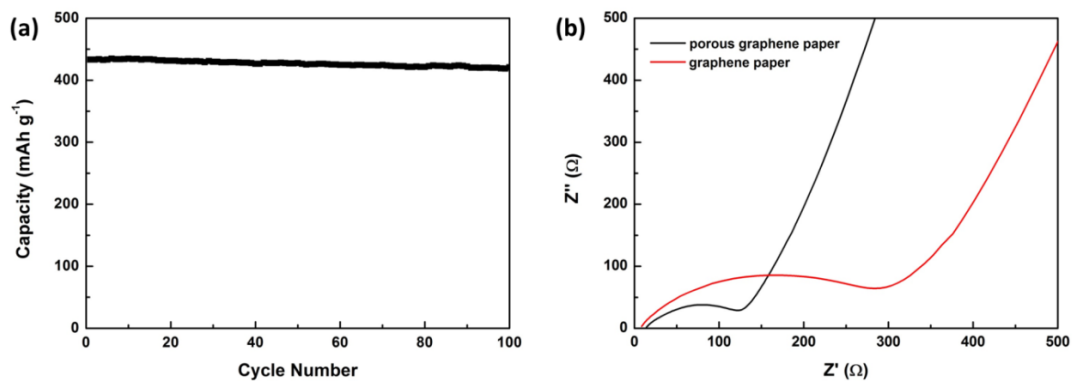 (a)
500
400
300
200
100
0
Capacity (mAh g⁻¹)
0 20 40 60 80 100
Cycle Number
(b)
500
400
300
200
100
0
Z'' (Ω)
porous graphene paper
graphene paper
0 100 200 300 400 500
Z' (Ω)